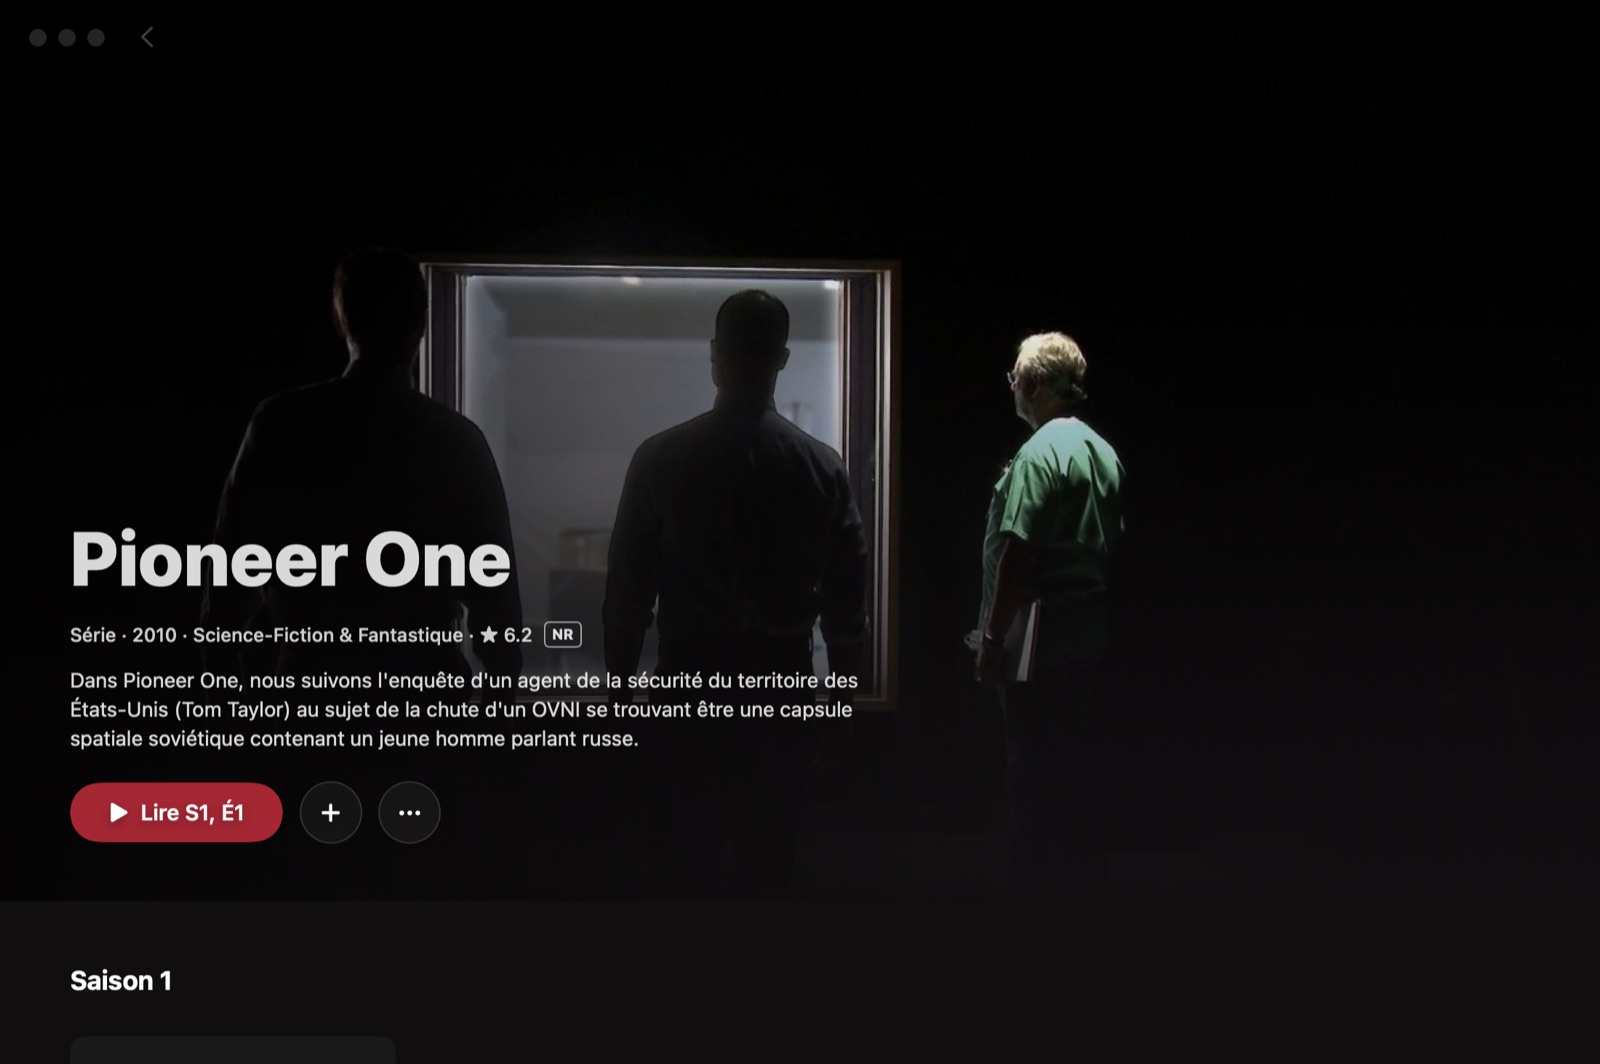 Pioneer One
Série · 2010 · Science-Fiction & Fantastique · ★ 6.2 NR
Dans Pioneer One, nous suivons l'enquête d'un agent de la sécurité du territoire des
États-Unis (Tom Taylor) au sujet de la chute d'un OVNI se trouvant être une capsule
spatiale soviétique contenant un jeune homme parlant russe.
Lire S1, É1
Saison 1